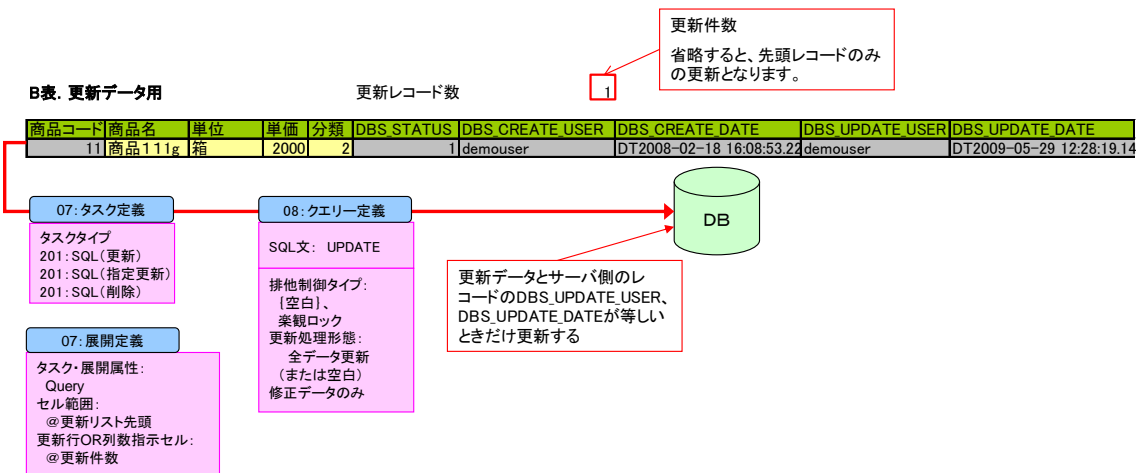 更新件数
省略すると、先頭レコードのみ
の更新となります。
B表. 更新データ用 更新レコード数 1
商品コード 商品名 単位 単価 分類 DBS_STATUS DBS_CREATE_USER DBS_CREATE_DATE DBS_UPDATE_USER DBS_UPDATE_DATE
11 商品111g 箱 2000 2 1 demouser DT2008-02-18 16:08:53.22 demouser DT2009-05-29 12:28:19.14
07:タスク定義
タスクタイプ
201:SQL(更新)
201:SQL(指定更新)
201:SQL(削除)
08:クエリー定義
SQL文: UPDATE
排他制御タイプ:
{空白}、
楽観ロック
更新処理形態:
全データ更新
(または空白)
修正データのみ
DB
更新データとサーバ側のレ
コードのDBS_UPDATE_USER、
DBS_UPDATE_DATEが等しい
ときだけ更新する
07:展開定義
タスク・展開属性:
Query
セル範囲:
@更新リスト先頭
更新行OR列数指示セル:
@更新件数